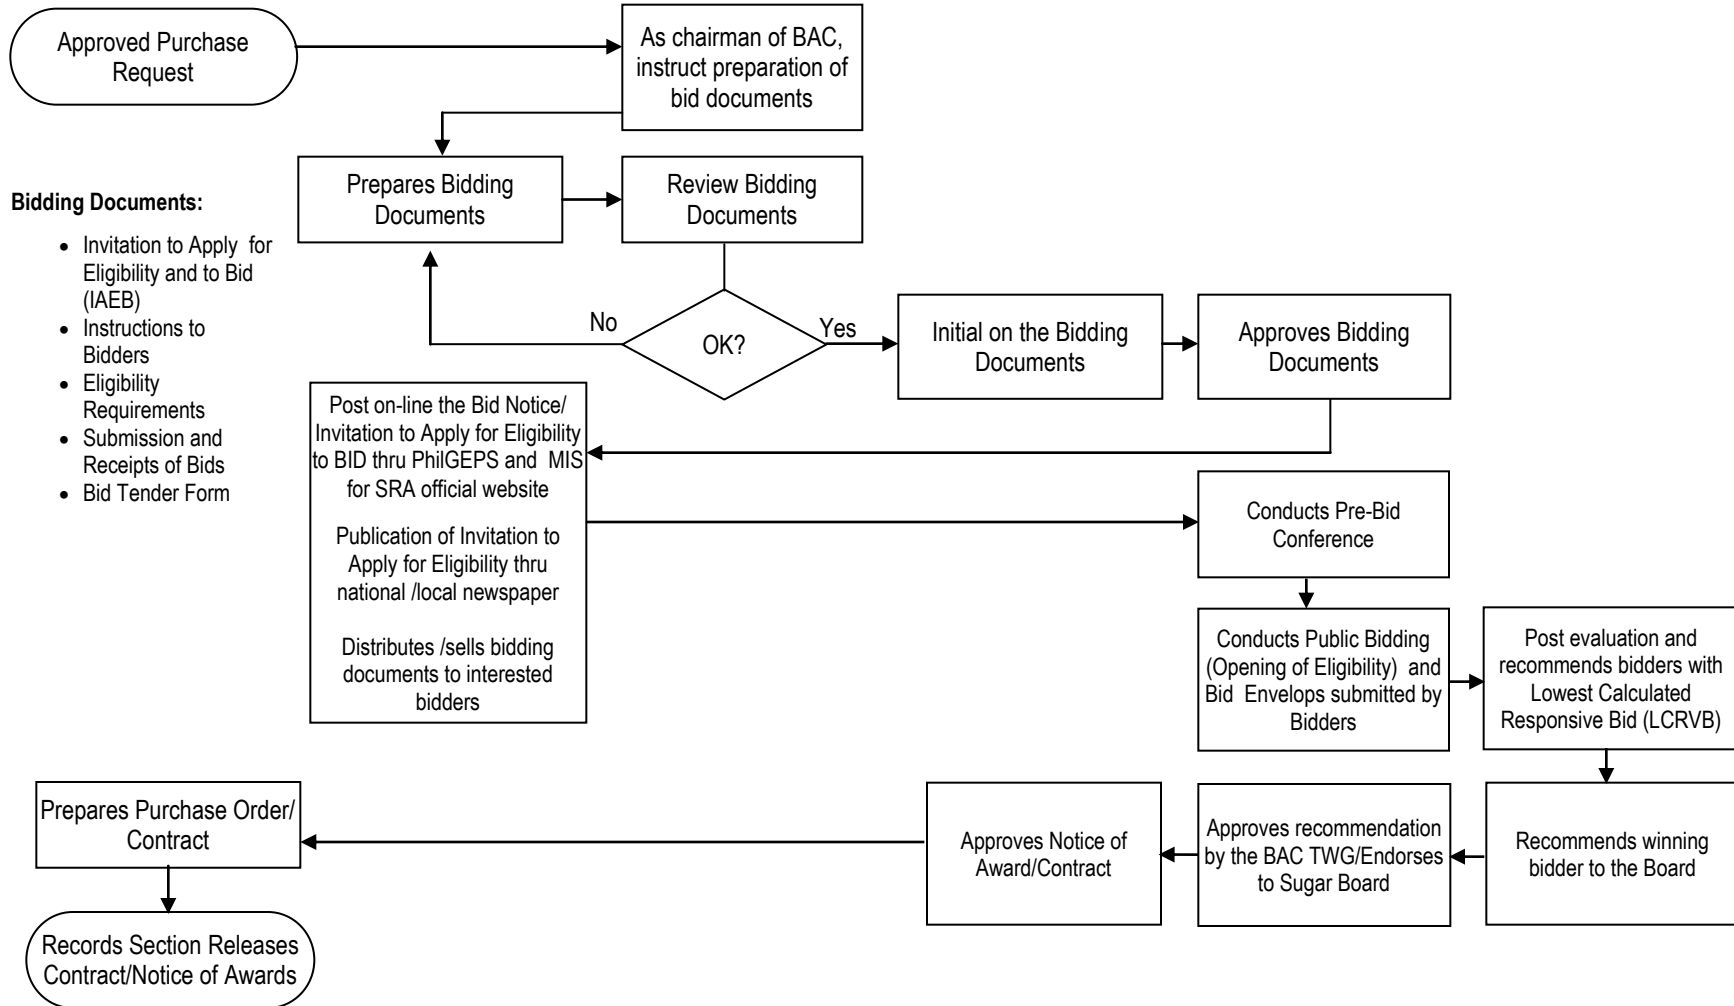 Approved Purchase
Request
As chairman of BAC,
instruct preparation of
bid documents
Bidding Documents:
• Invitation to Apply for
Eligibility and to Bid
(IAEB)
• Instructions to
Bidders
• Eligibility
Requirements
• Submission and
Receipts of Bids
• Bid Tender Form
Prepares Bidding
Documents
Review Bidding
Documents
No
OK?
Yes
Initial on the Bidding
Documents
Approves Bidding
Documents
Post on-line the Bid Notice/
Invitation to Apply for Eligibility
to BID thru PhilGEPS and MIS
for SRA official website
Publication of Invitation to
Apply for Eligibility thru
national /local newspaper
Distributes /sells bidding
documents to interested
bidders
Conducts Pre-Bid
Conference
Conducts Public Bidding
(Opening of Eligibility) and
Bid Envelops submitted by
Bidders
Post evaluation and
recommends bidders with
Lowest Calculated
Responsive Bid (LCRVB)
Recommends winning
bidder to the Board
Approves recommendation
by the BAC TWG/Endorses
to Sugar Board
Approves Notice of
Award/Contract
Prepares Purchase Order/
Contract
Records Section Releases
Contract/Notice of Awards